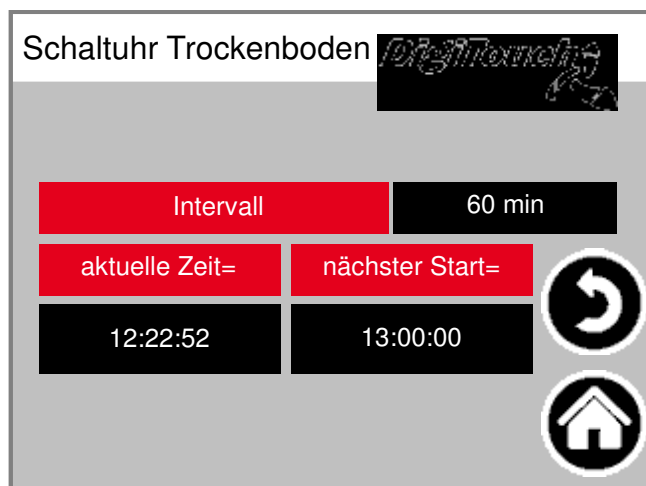 Schaltuhr Trockenboden DigiTouch
Intervall 60 min
aktuelle Zeit= nächster Start=
12:22:52 13:00:00